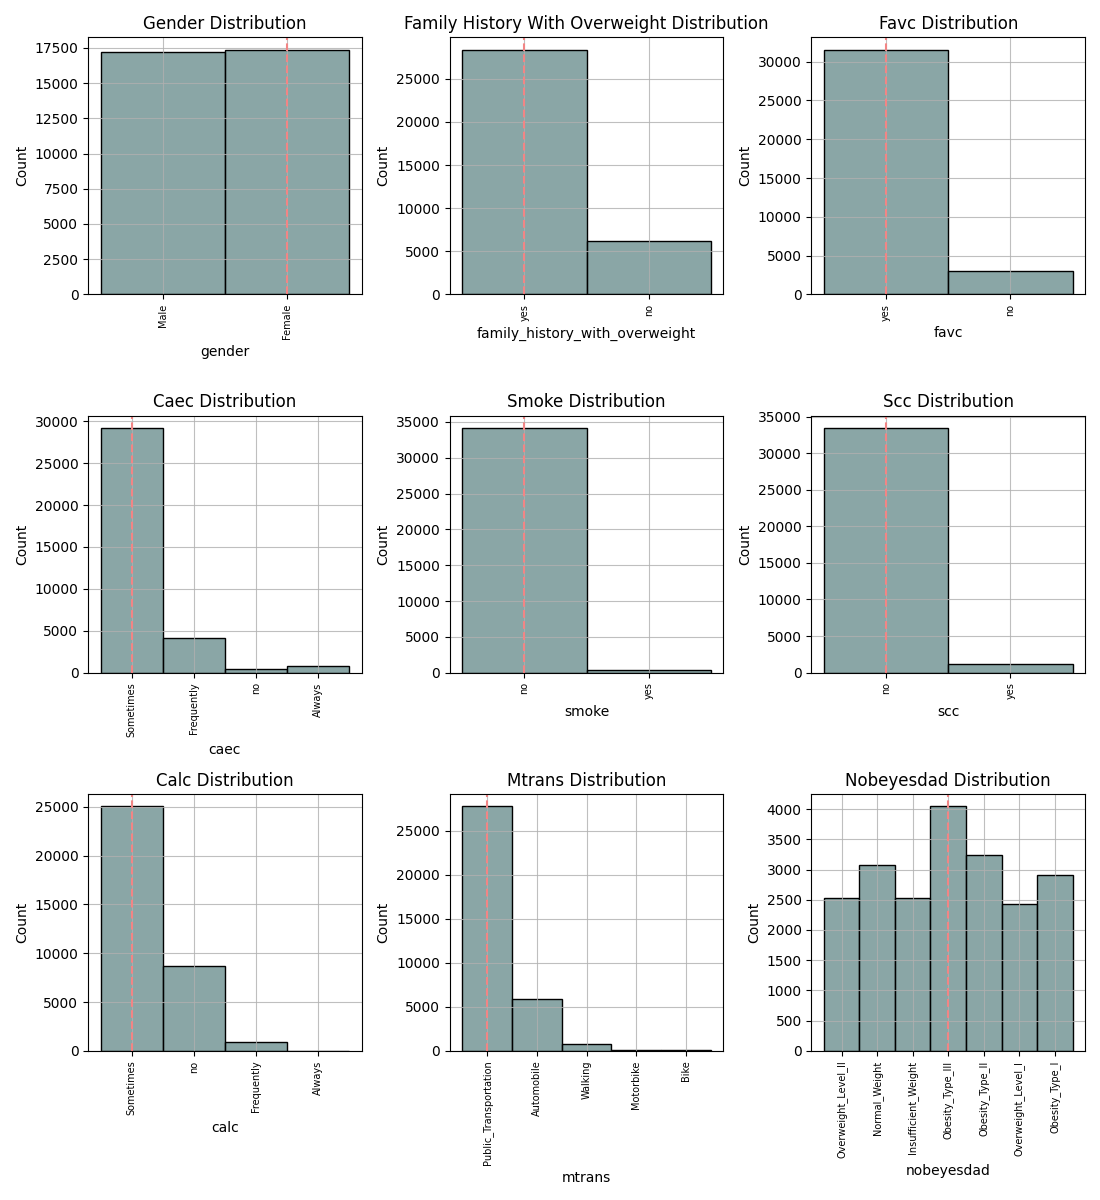 Gender Distribution
Count
17500
15000
12500
10000
7500
5000
2500
0
Male
Female
gender
Family History With Overweight Distribution
Count
25000
20000
15000
10000
5000
0
yes
no
family_history_with_overweight
Favc Distribution
Count
30000
25000
20000
15000
10000
5000
0
yes
no
favc
Caec Distribution
Count
30000
25000
20000
15000
10000
5000
0
Sometimes
Frequently
no
Always
caec
Smoke Distribution
Count
35000
30000
25000
20000
15000
10000
5000
0
no
yes
smoke
Scc Distribution
Count
35000
30000
25000
20000
15000
10000
5000
0
no
yes
scc
Calc Distribution
Count
25000
20000
15000
10000
5000
0
Sometimes
no
Frequently
Always
calc
Mtrans Distribution
Count
25000
20000
15000
10000
5000
0
Public_Transportation
Automobile
Walking
Motorbike
Bike
mtrans
Nobeyesdad Distribution
Count
4000
3500
3000
2500
2000
1500
1000
500
0
Overweight_Level_II
Normal_Weight
Insufficient_Weight
Obesity_Type_III
Obesity_Type_II
Overweight_Level_I
Obesity_Type_I
nobeyesdad